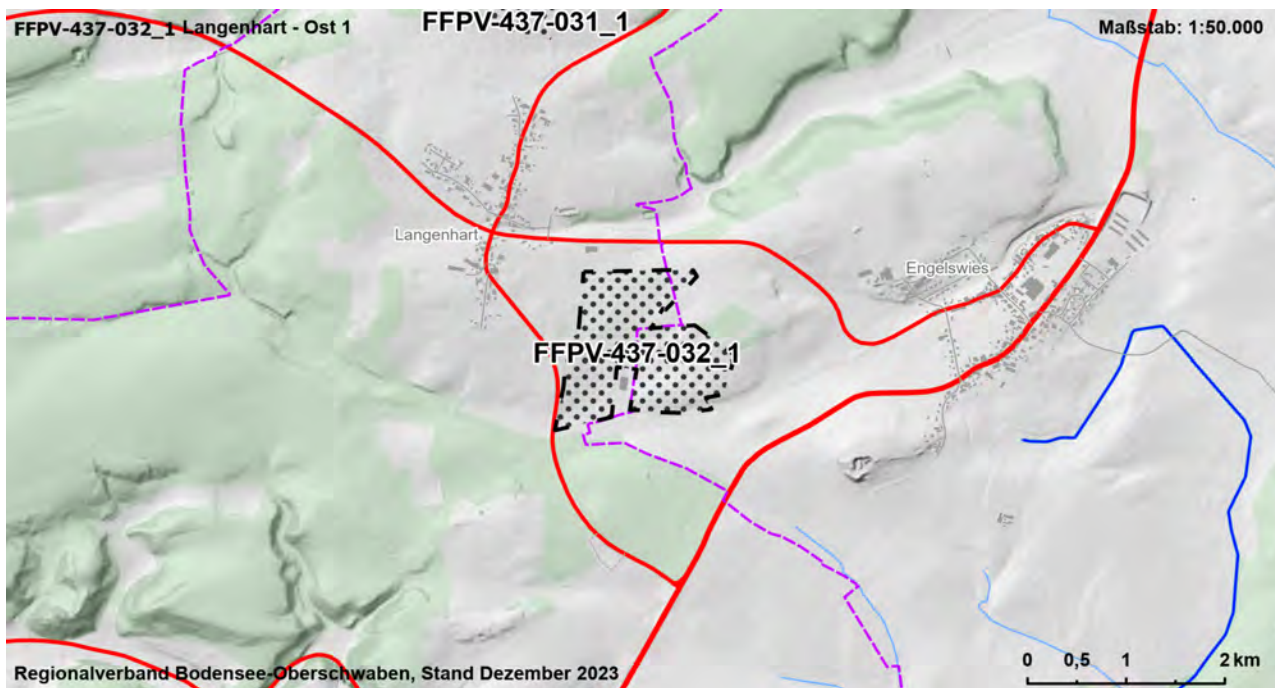 FFPV-437-032_1 Langenhart - Ost 1
FFPV-437-031_1
Maßstab: 1:50.000
Langenhart
Engelswies
FFPV-437-032_1
Regionalverband Bodensee-Oberschwaben, Stand Dezember 2023
0 0,5 1 2 km